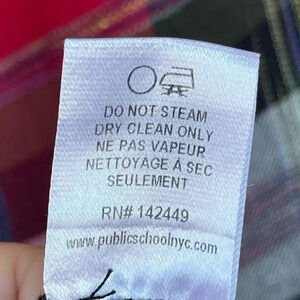 DO NOT STEAM
DRY CLEAN ONLY
NE PAS VAPEUR
NETTOYAGE À SEC
SEULEMENT
RN# 142449
www.publicschoolnyc.com